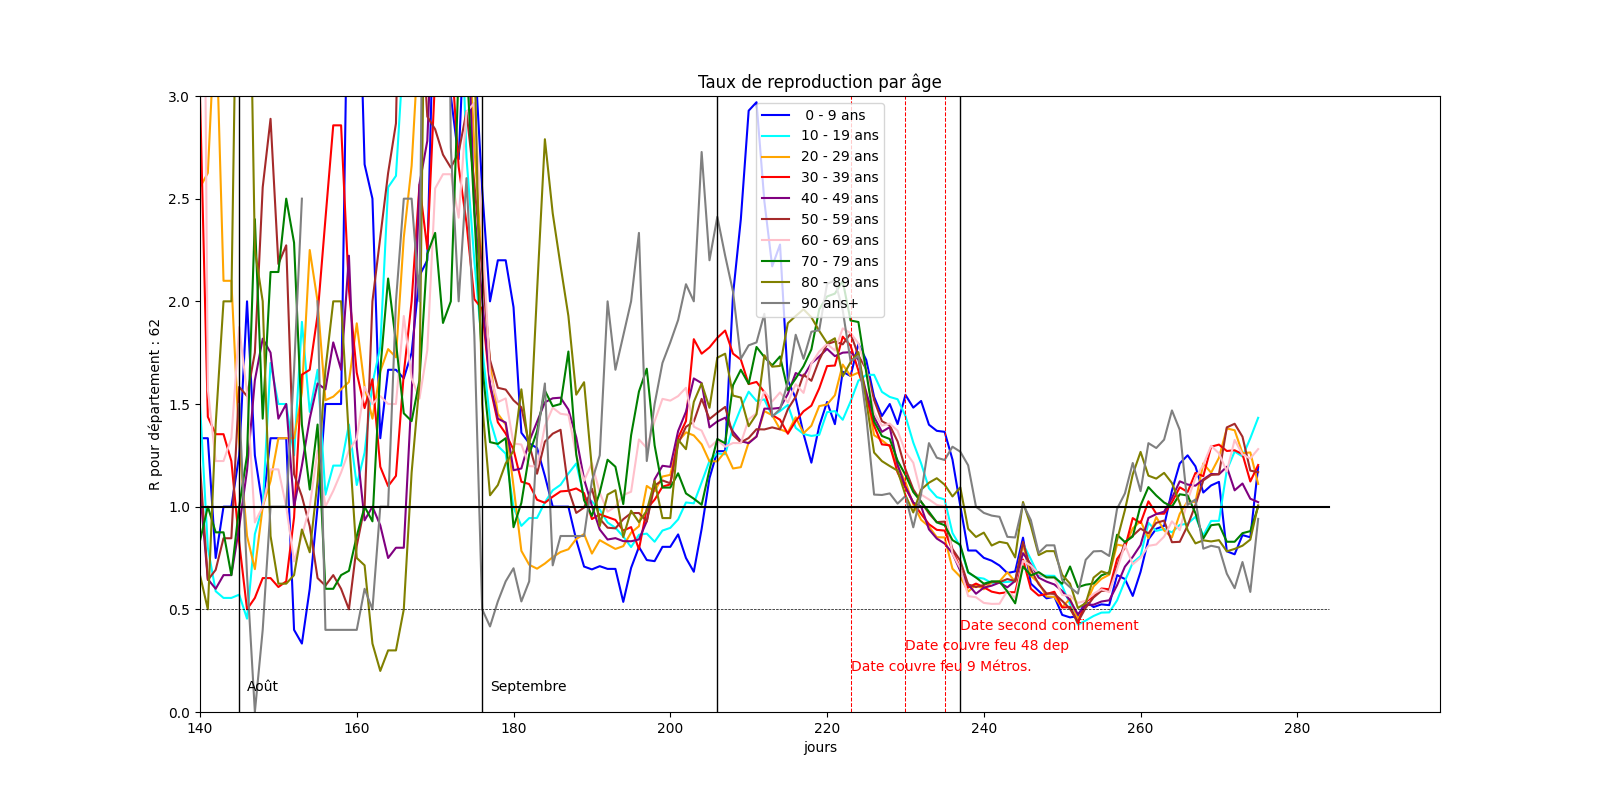 Taux de reproduction par âge
R pour département : 62
3.0
2.5
2.0
1.5
1.0
0.5
0.0
0 - 9 ans
10 - 19 ans
20 - 29 ans
30 - 39 ans
40 - 49 ans
50 - 59 ans
60 - 69 ans
70 - 79 ans
80 - 89 ans
90 ans+
Date second confinement
Date couvre feu 48 dep
Date couvre feu 9 Métros.
Août
Septembre
140
160
180
200
220
240
260
280
jours